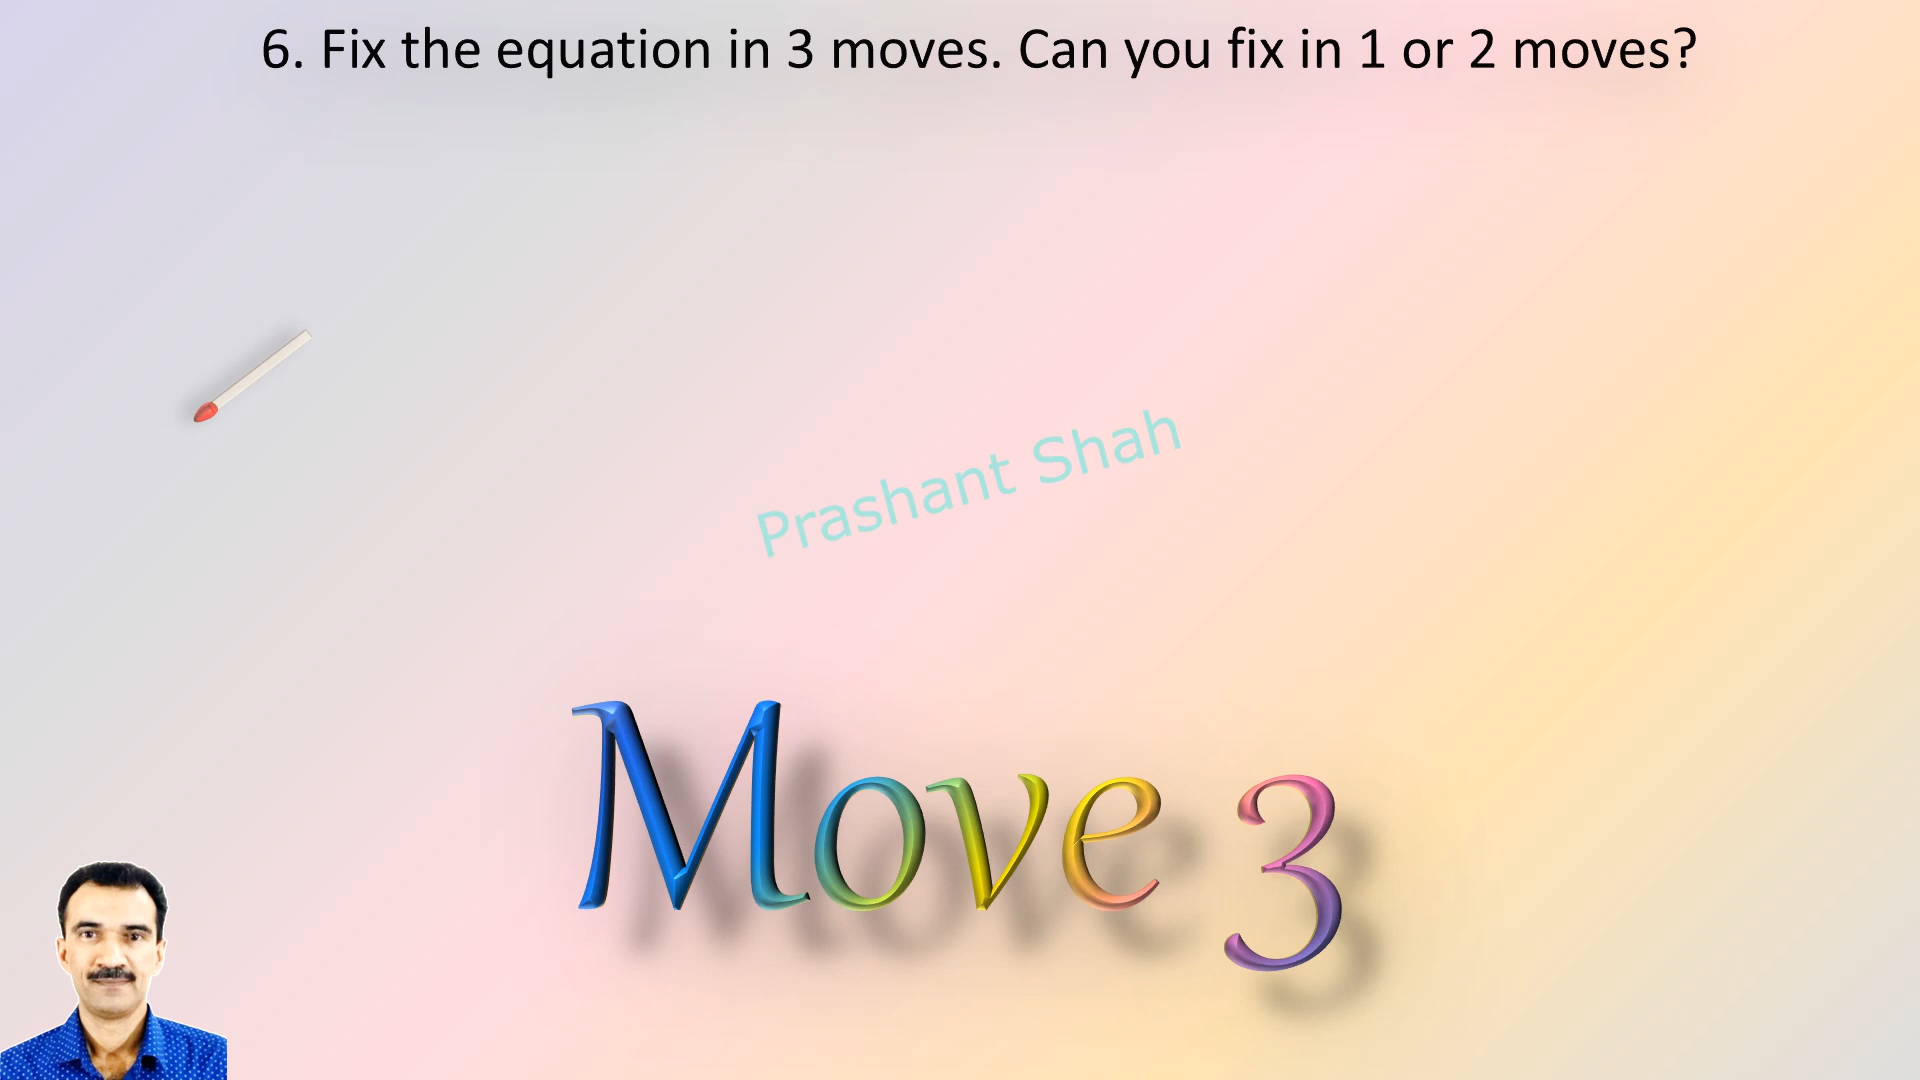 6. Fix the equation in 3 moves. Can you fix in 1 or 2 moves?
Prashant Shah
Move 3